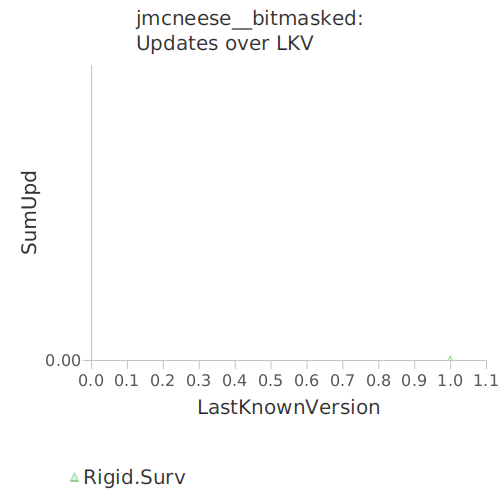 jmcneese__bitmasked:
Updates over LKV
SumUpd
0.00
0.0 0.1 0.2 0.3 0.4 0.5 0.6 0.7 0.8 0.9 1.0 1.1
LastKnownVersion
Rigid.Surv